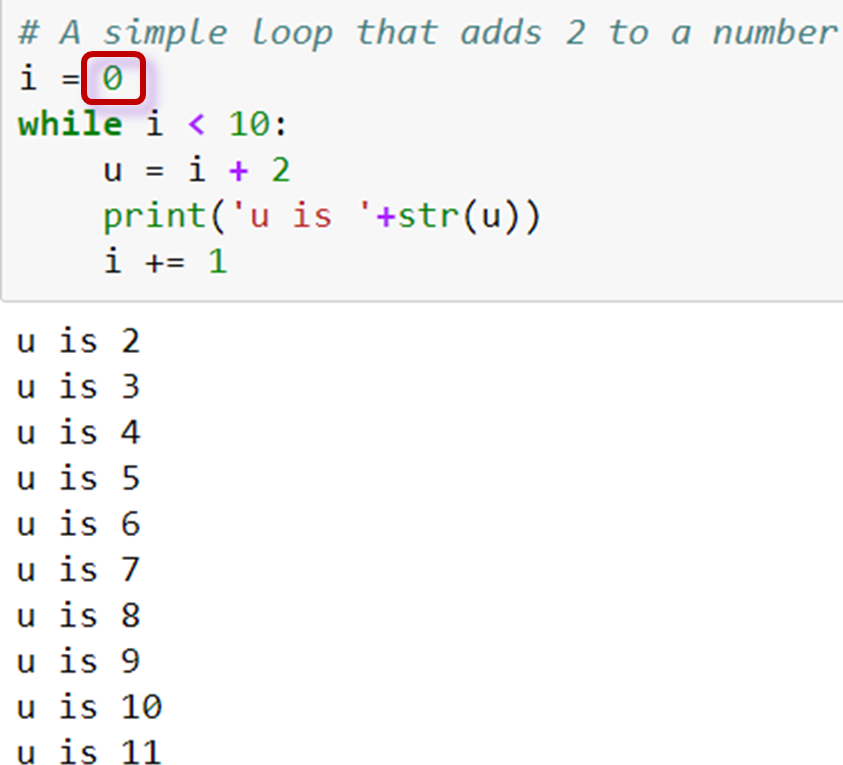 # A simple loop that adds 2 to a number
i = 0
while i < 10:
    u = i + 2
    print('u is '+str(u))
    i += 1
u is 2
u is 3
u is 4
u is 5
u is 6
u is 7
u is 8
u is 9
u is 10
u is 11